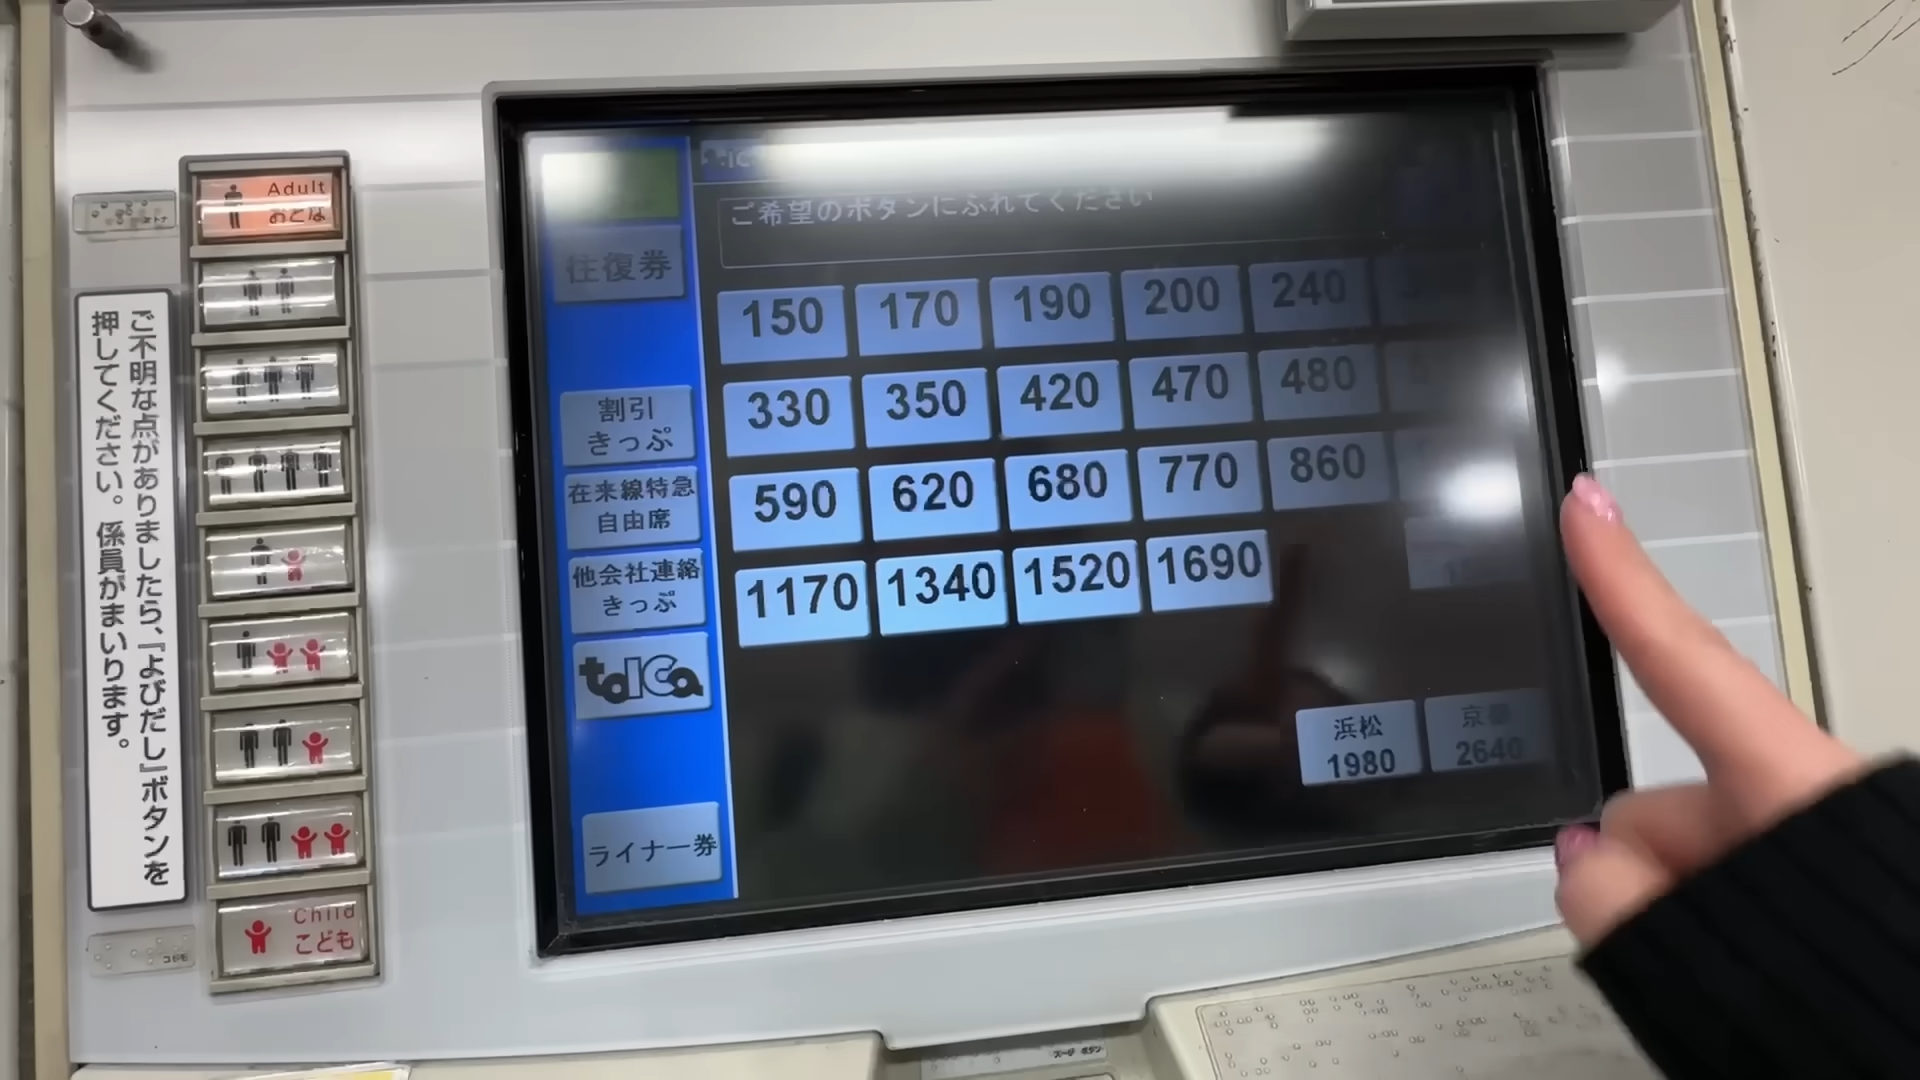 Adult
おとな
ご不明な点がありましたら、『よびだし』ボタンを
押してください。係員がまいります。
Child
こども
往復券
割引
きっぷ
在来線特急
自由席
他会社連絡
きっぷ
toICa
ライナー券
ご希望のボタンにふれてください
150 170 190 200 240
330 350 420 470 480
590 620 680 770 860
1170 1340 1520 1690
浜松
1980
京都
2640